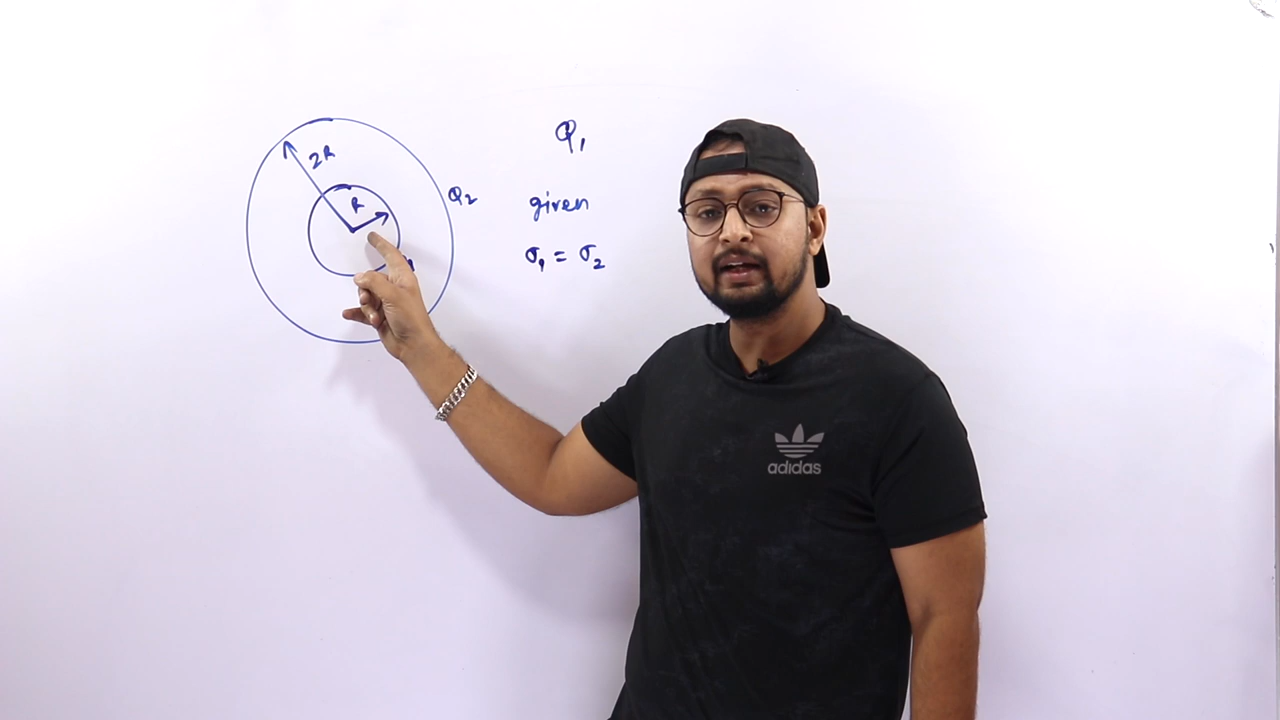 2R
R
Q₂
Q₁
given
σ₁ = σ₂
adidas